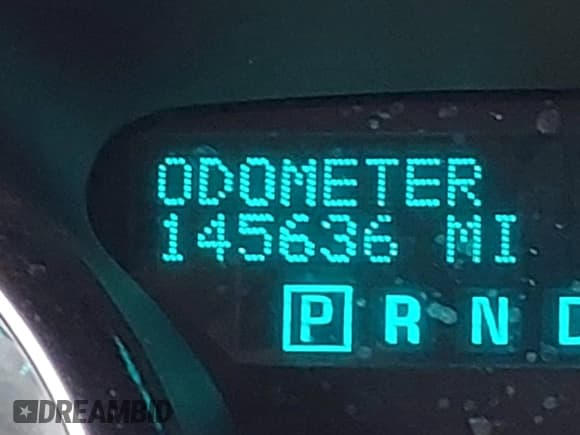 ODOMETER
145636 MI
P R N D
DREAMBID